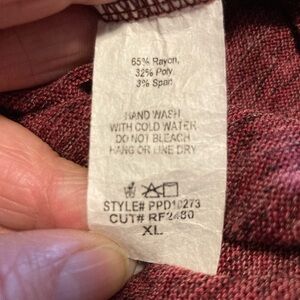 65% Rayon,
32% Poly
3% Span
HAND WASH
WITH COLD WATER
DO NOT BLEACH
HANG OR LINE DRY
STYLE# PPD10273
CUT# RF2480
XL